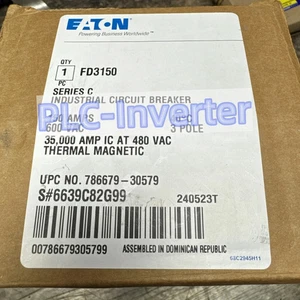 EATON
Powering Business Worldwide
QTY
1 FD3150
PC
SERIES C
INDUSTRIAL CIRCUIT BREAKER
PLC-Inverter
AMPS
600 VAC 3 POLE
35,000 AMP IC AT 480 VAC
THERMAL MAGNETIC
UPC NO. 786679-30579
S#6639C82G99 240523T
00786679305799 ASSEMBLED IN DOMINICAN REPUBLIC